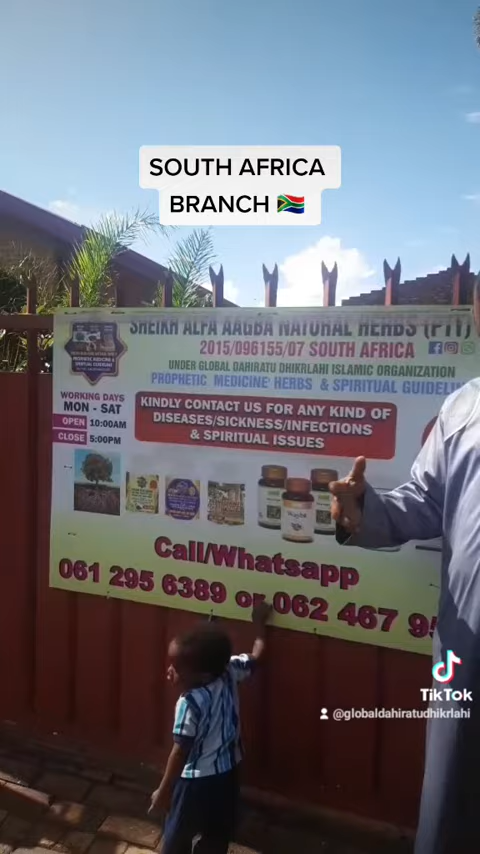 SOUTH AFRICA
BRANCH 🇿🇦
SHEIKH ALFA AAGBA NATURAL HERBS (PTY)
2015/096155/07 SOUTH AFRICA
UNDER GLOBAL DAHIRATU DHIKRLAHI ISLAMIC ORGANIZATION
PROPHETIC MEDICINE HERBS & SPIRITUAL GUIDELIN
WORKING DAYS
MON - SAT
OPEN 10:00AM
CLOSE 5:00PM
KINDLY CONTACT US FOR ANY KIND OF
DISEASES/SICKNESS/INFECTIONS
& SPIRITUAL ISSUES
Call/Whatsapp
061 295 6389 or 062 467 95
TikTok
@globaldahiratudhikrlahi